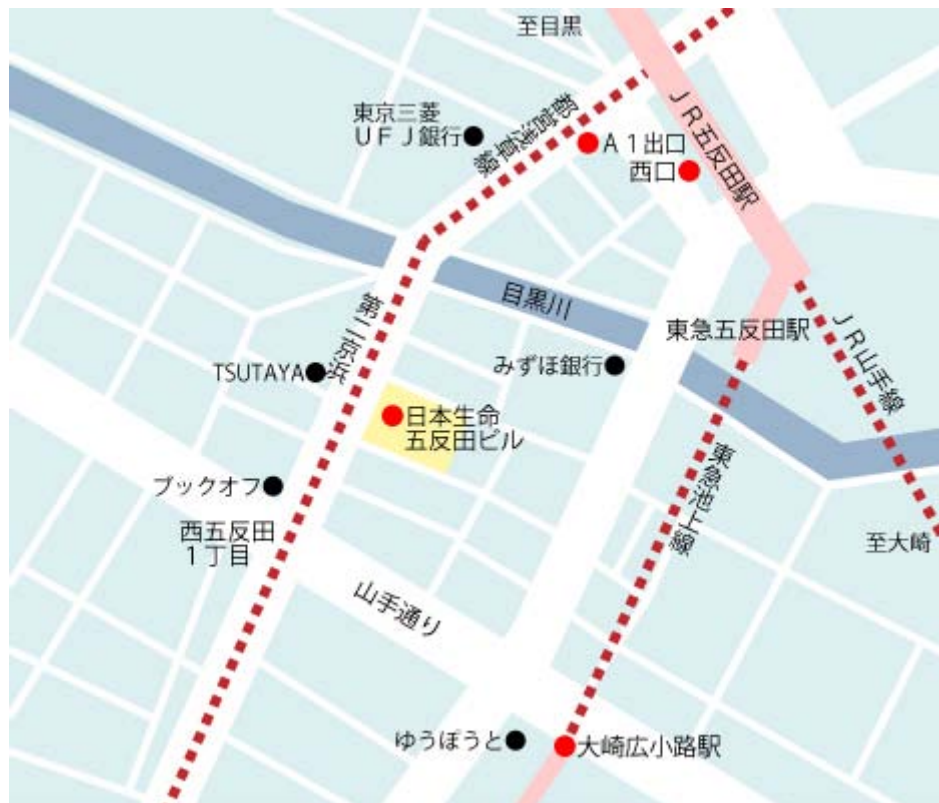 至目黒
東京三菱
ＵＦＪ銀行
都営浅草線
Ａ１出口
西口
ＪＲ五反田駅
目黒川
第二京浜
東急五反田駅
ＪＲ山手線
みずほ銀行
TSUTAYA
日本生命
五反田ビル
東急池上線
ブックオフ
西五反田
１丁目
至大崎
山手通り
ゆうぽうと
大崎広小路駅